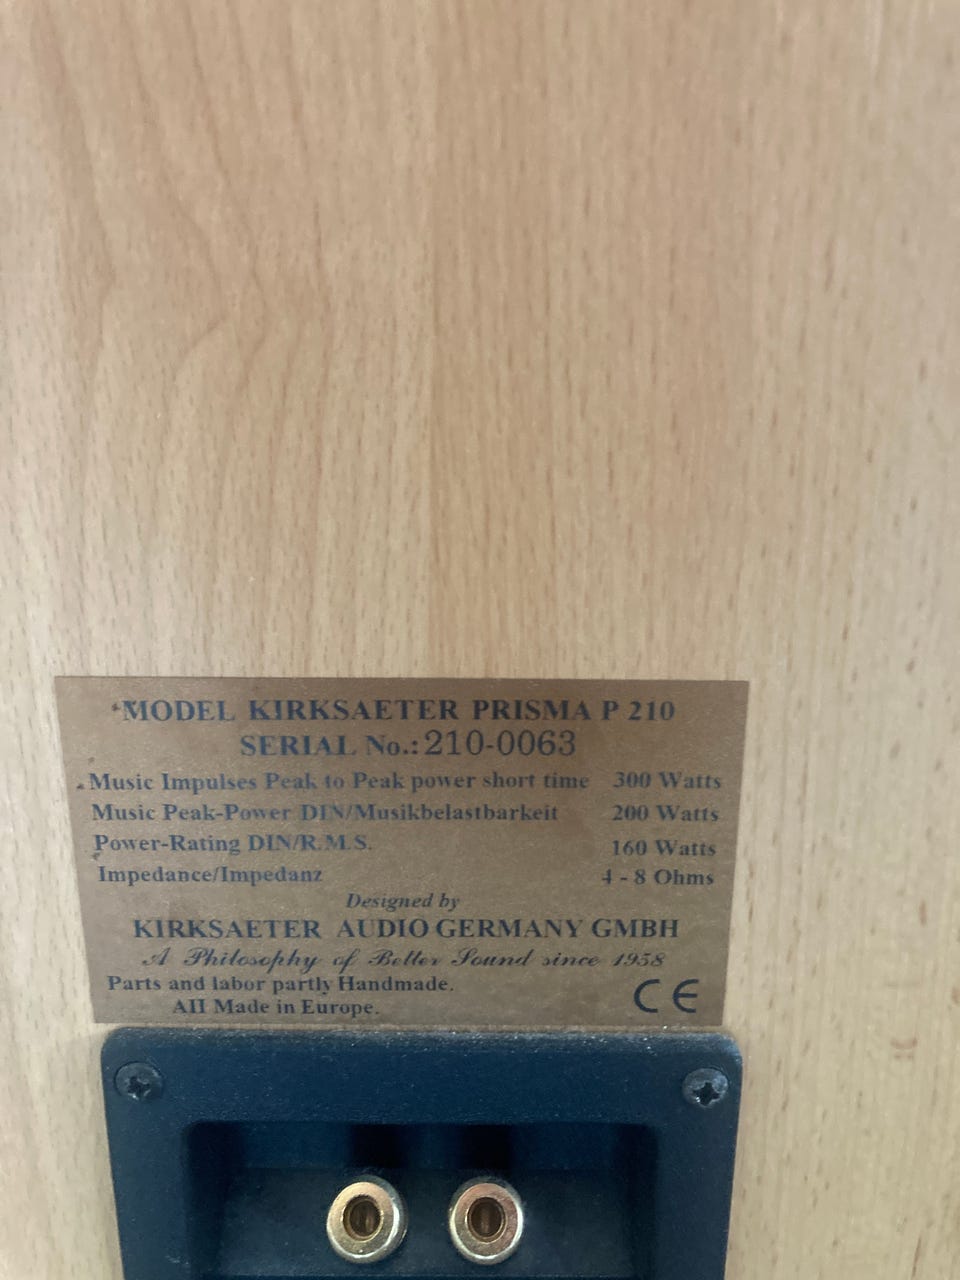 MODEL KIRKSAETER PRISMA P 210
SERIAL No.: 210-0063
Music Impulses Peak to Peak power short time 300 Watts
Music Peak-Power DIN/Musikbelastbarkeit 200 Watts
Power-Rating DIN/R.M.S. 160 Watts
Impedance/Impedanz 4 - 8 Ohms
Designed by
KIRKSAETER AUDIO GERMANY GMBH
A Philosophy of Better Sound since 1958
Parts and labor partly Handmade.
All Made in Europe.
CE